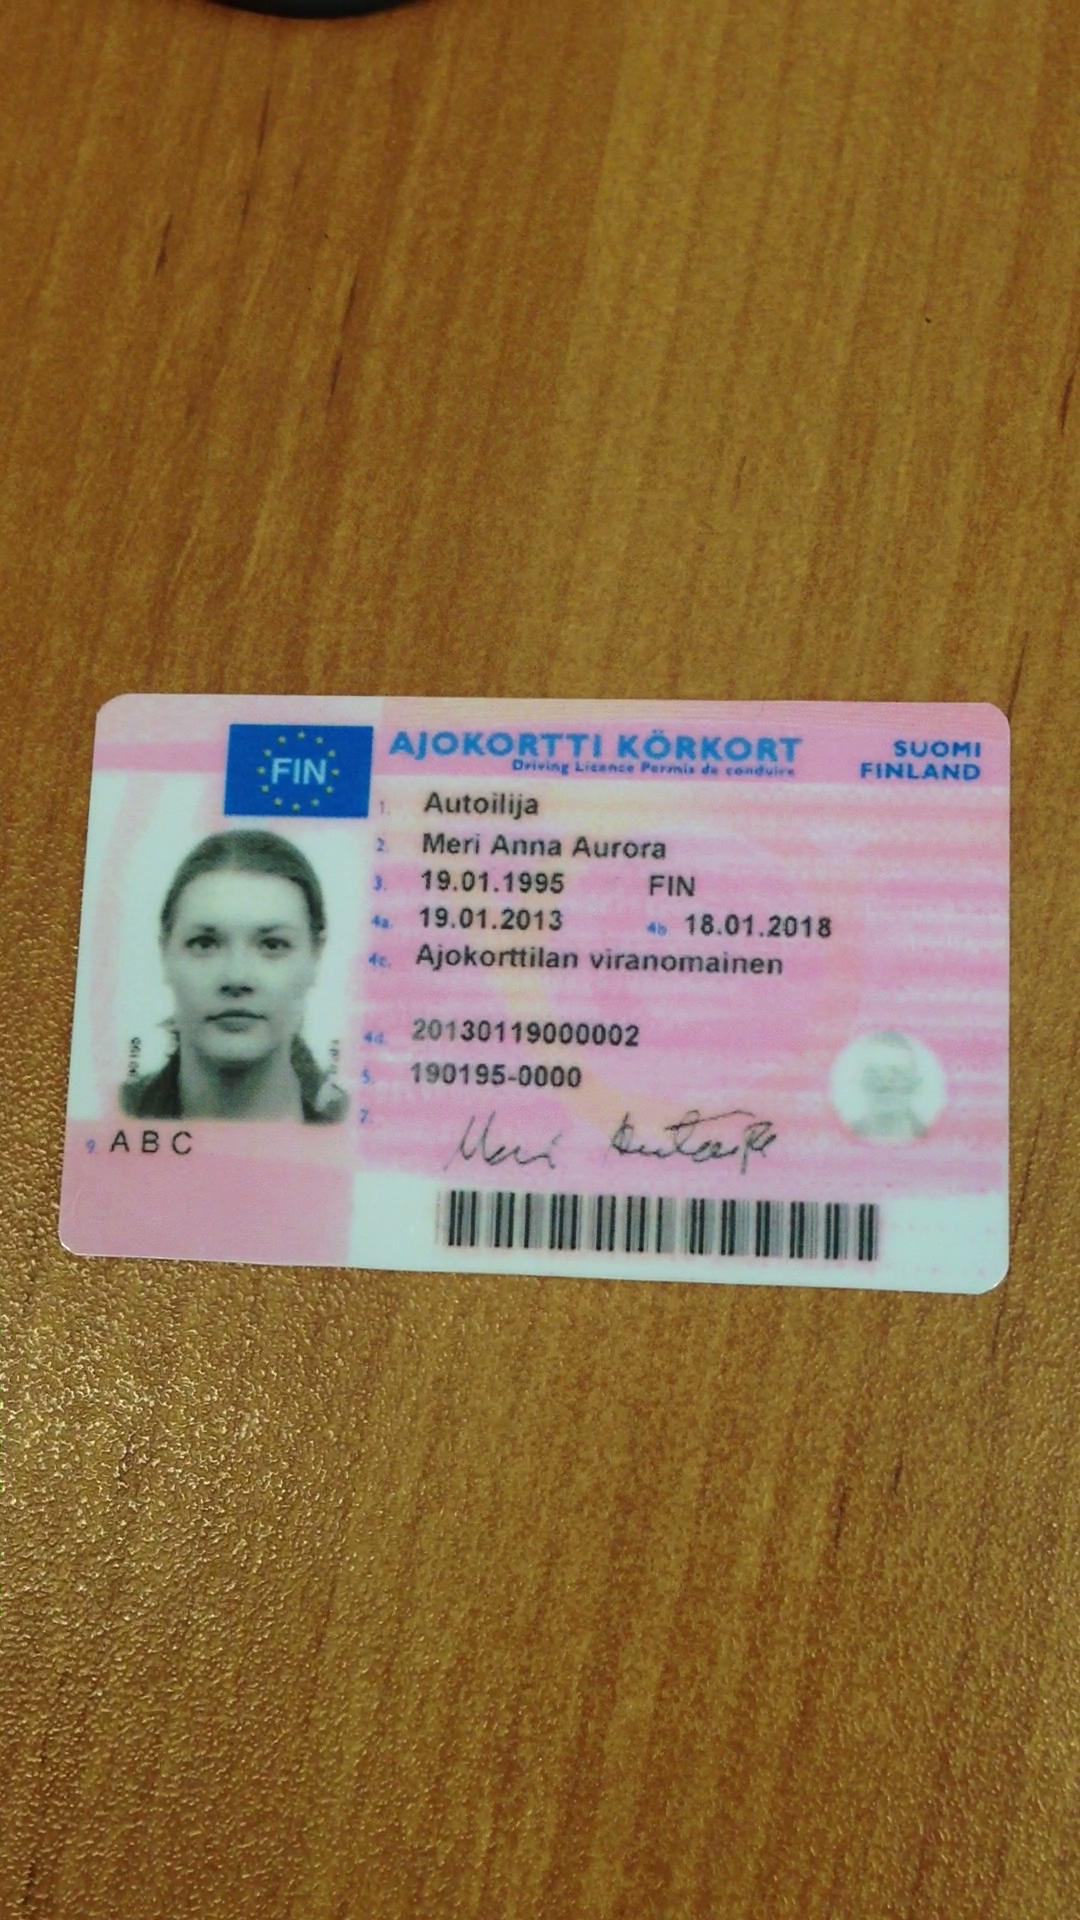 FIN
AJOKORTTI KÖRKORT
Driving Licence Permis de conduire
SUOMI
FINLAND
1. Autoilija
2. Meri Anna Aurora
3. 19.01.1995 FIN
4a. 19.01.2013 4b 18.01.2018
4c. Ajokorttilan viranomainen
4d. 20130119000002
5. 190195-0000
7. Meri Autoilija
9. A B C